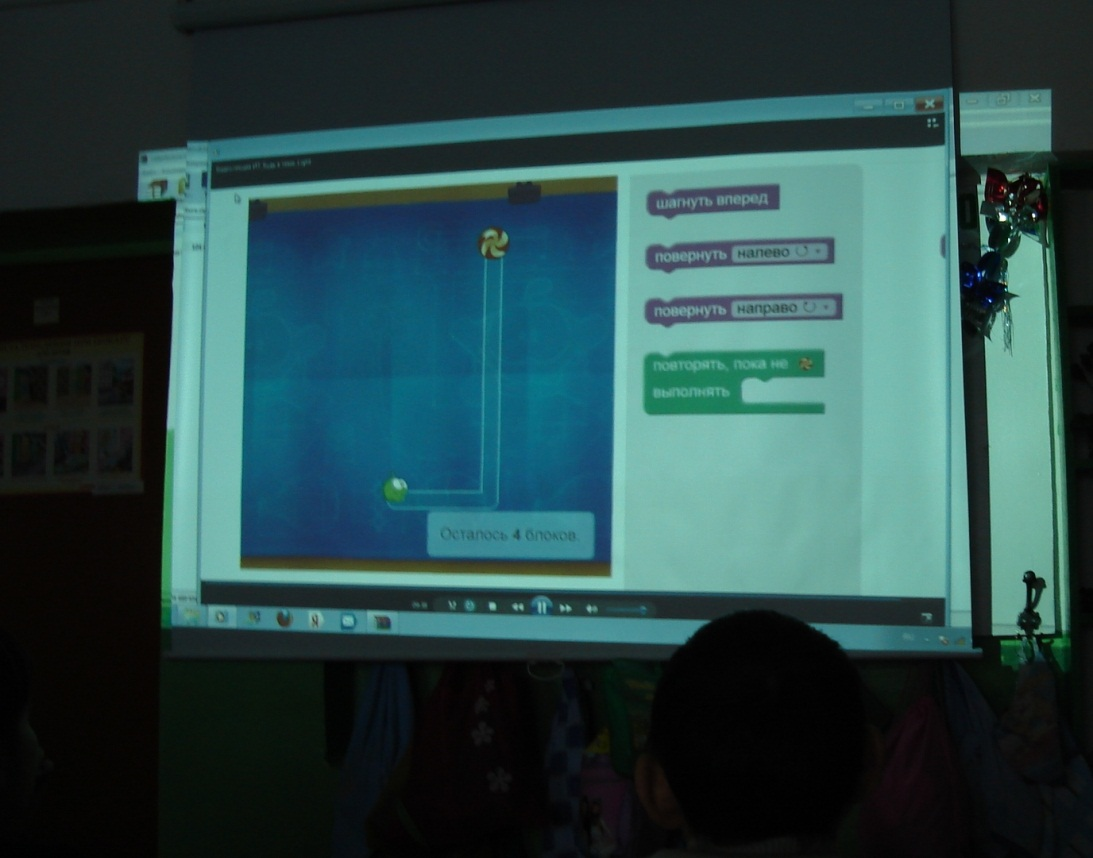 шагнуть вперед
повернуть налево
повернуть направо
повторять, пока не
выполнять
Осталось 4 блоков.